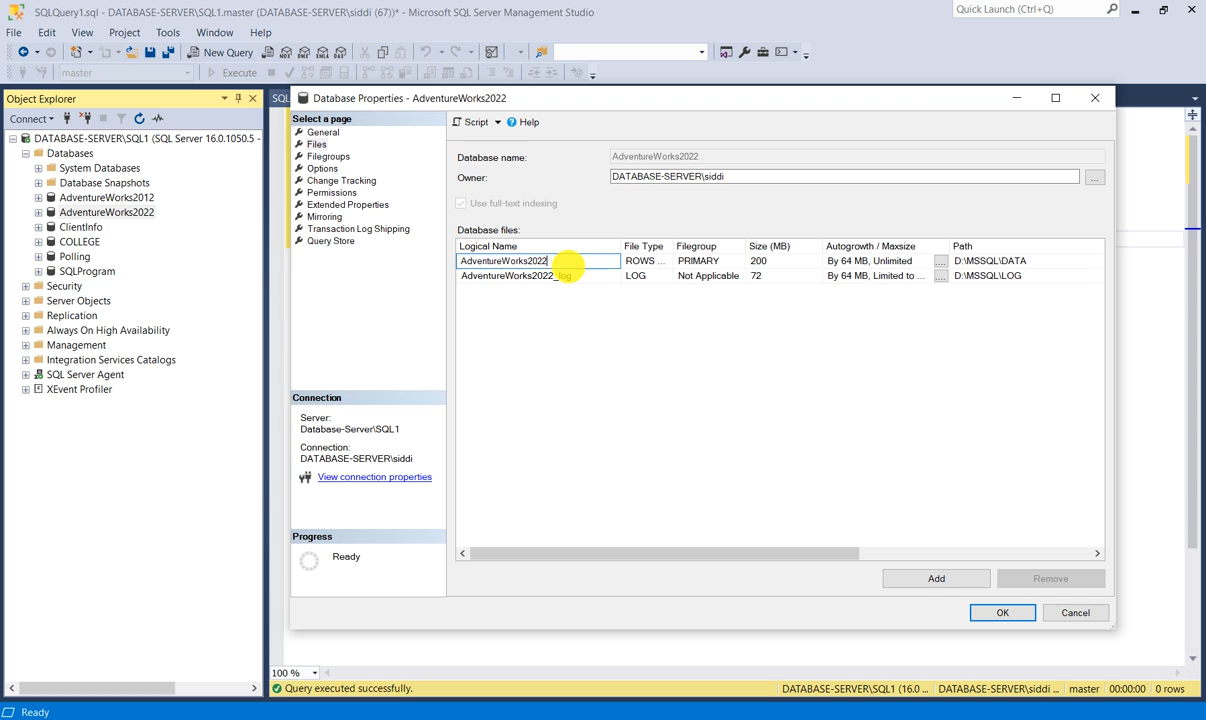 SQLQuery1.sql - DATABASE-SERVER\SQL1.master (DATABASE-SERVER\siddi (67))* - Microsoft SQL Server Management Studio
Quick Launch (Ctrl+Q)
File Edit View Project Tools Window Help
New Query
MDX DMX XMLA DAX
master
Execute
Object Explorer
SQL
Connect
DATABASE-SERVER\SQL1 (SQL Server 16.0.1050.5 -
Databases
System Databases
Database Snapshots
AdventureWorks2012
AdventureWorks2022
ClientInfo
COLLEGE
Polling
SQLProgram
Security
Server Objects
Replication
Always On High Availability
Management
Integration Services Catalogs
SQL Server Agent
XEvent Profiler
Database Properties - AdventureWorks2022
Select a page
General
Files
Filegroups
Options
Change Tracking
Permissions
Extended Properties
Mirroring
Transaction Log Shipping
Query Store
Connection
Server:
Database-Server\SQL1
Connection:
DATABASE-SERVER\siddi
View connection properties
Progress
Ready
Script Help
Database name: AdventureWorks2022
Owner: DATABASE-SERVER\siddi ...
Use full-text indexing
Database files:
Logical Name File Type Filegroup Size (MB) Autogrowth / Maxsize Path
AdventureWorks2022 ROWS ... PRIMARY 200 By 64 MB, Unlimited ... D:\MSSQL\DATA
AdventureWorks2022_log LOG Not Applicable 72 By 64 MB, Limited to ... ... D:\MSSQL\LOG
Add Remove
OK Cancel
100 %
Query executed successfully. DATABASE-SERVER\SQL1 (16.0 ... DATABASE-SERVER\siddi ... master 00:00:00 0 rows
Ready